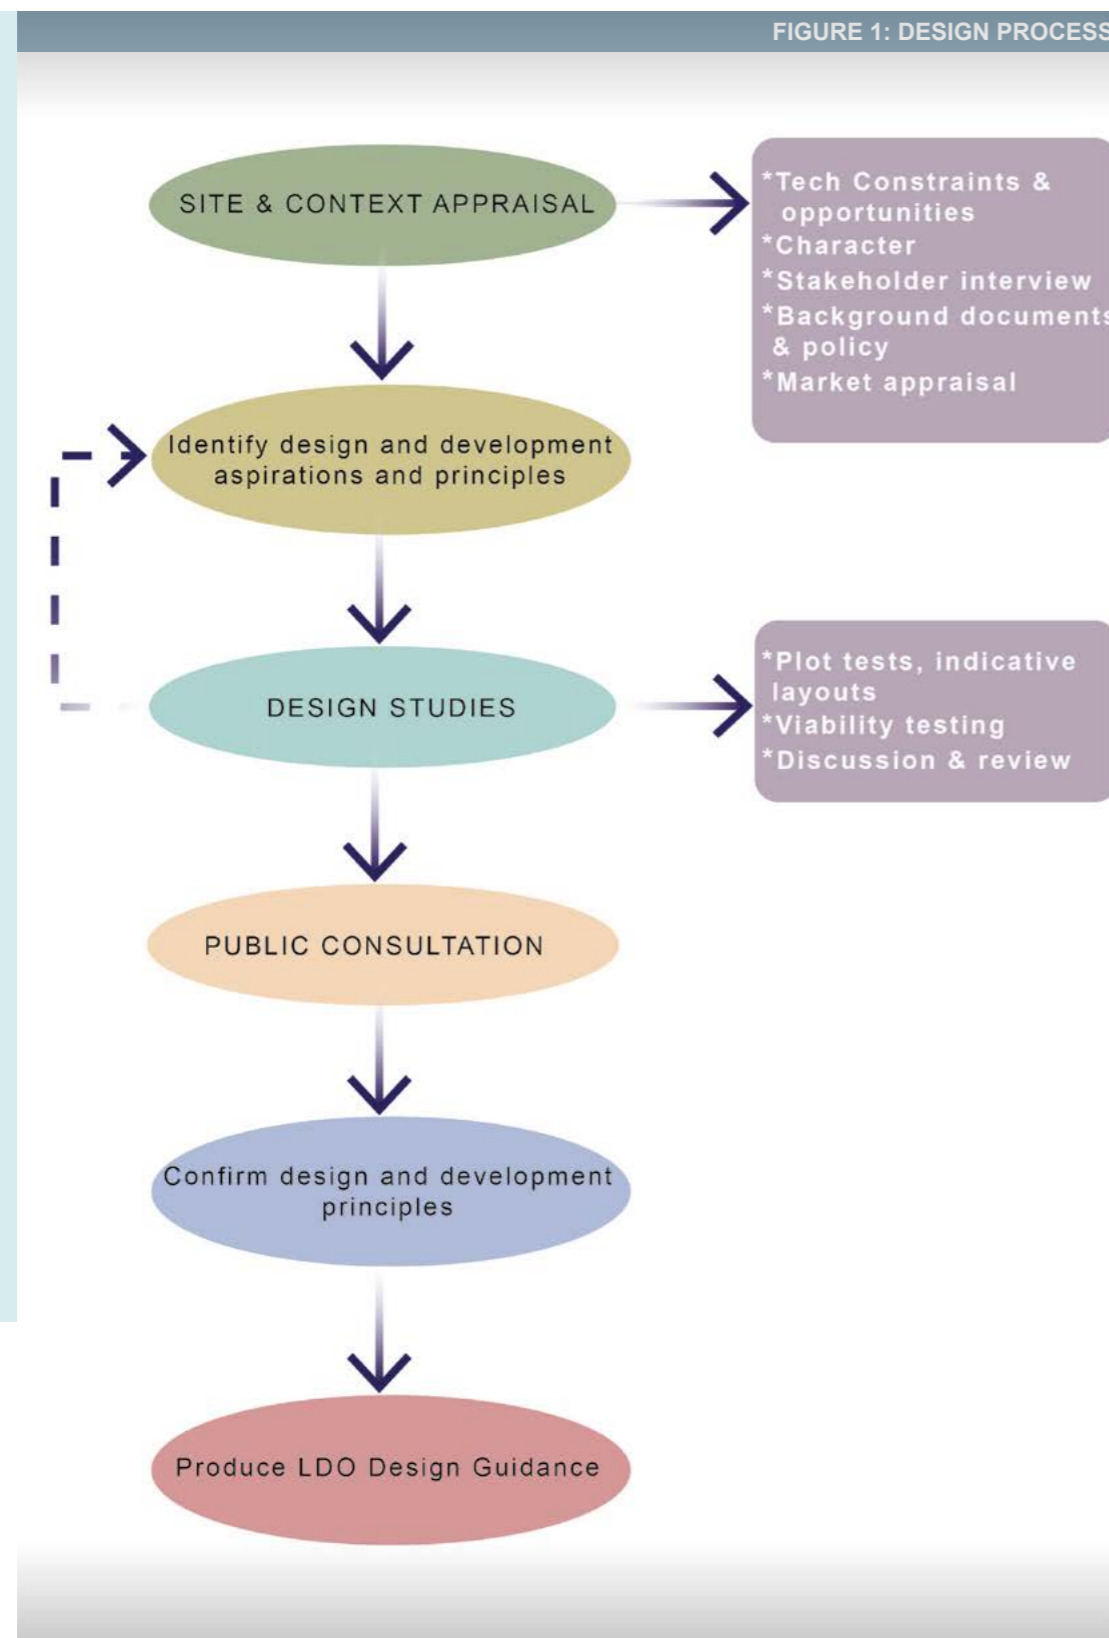 FIGURE 1: DESIGN PROCESS
SITE & CONTEXT APPRAISAL
*Tech Constraints &
opportunities
*Character
*Stakeholder interview
*Background documents
& policy
*Market appraisal
Identify design and development
aspirations and principles
DESIGN STUDIES
*Plot tests, indicative
layouts
*Viability testing
*Discussion & review
PUBLIC CONSULTATION
Confirm design and development
principles
Produce LDO Design Guidance